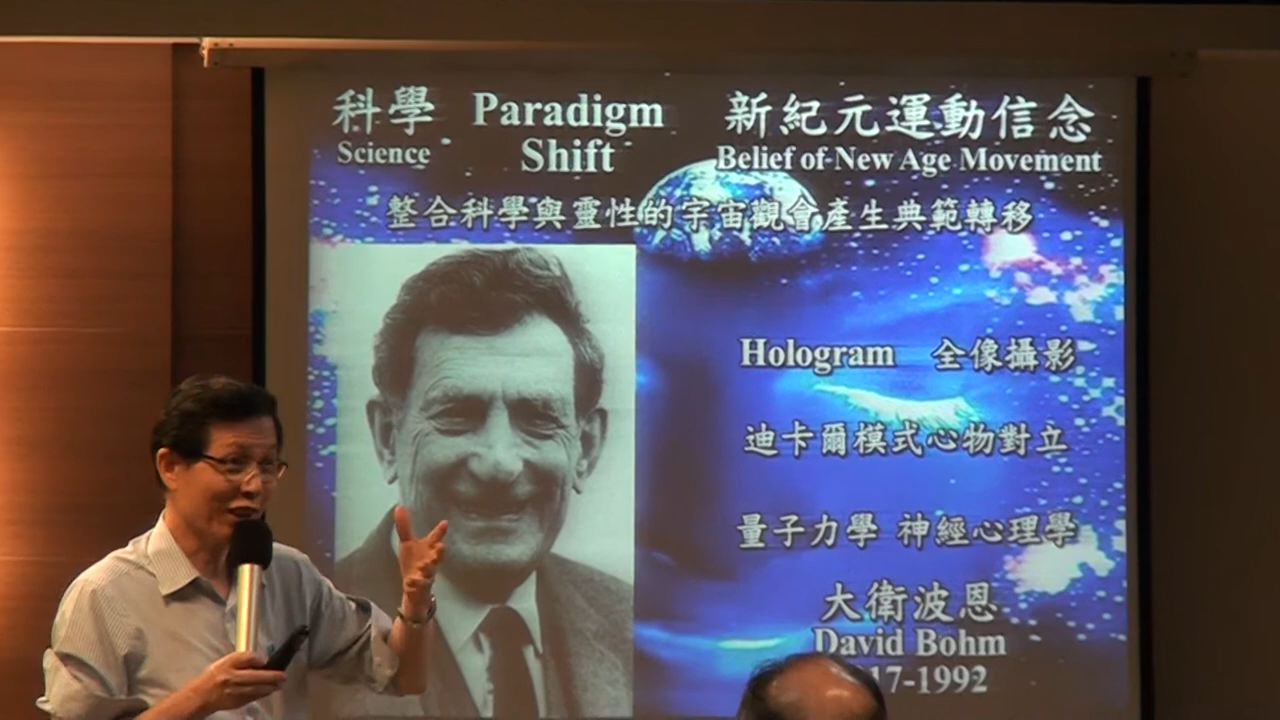 科學 Paradigm 新紀元運動信念
Science Shift Belief of New Age Movement
整合科學與靈性的宇宙觀會產生典範轉移
Hologram 全像攝影
迪卡爾模式心物對立
量子力學 神經心理學
大衛波恩
David Bohm
17-1992